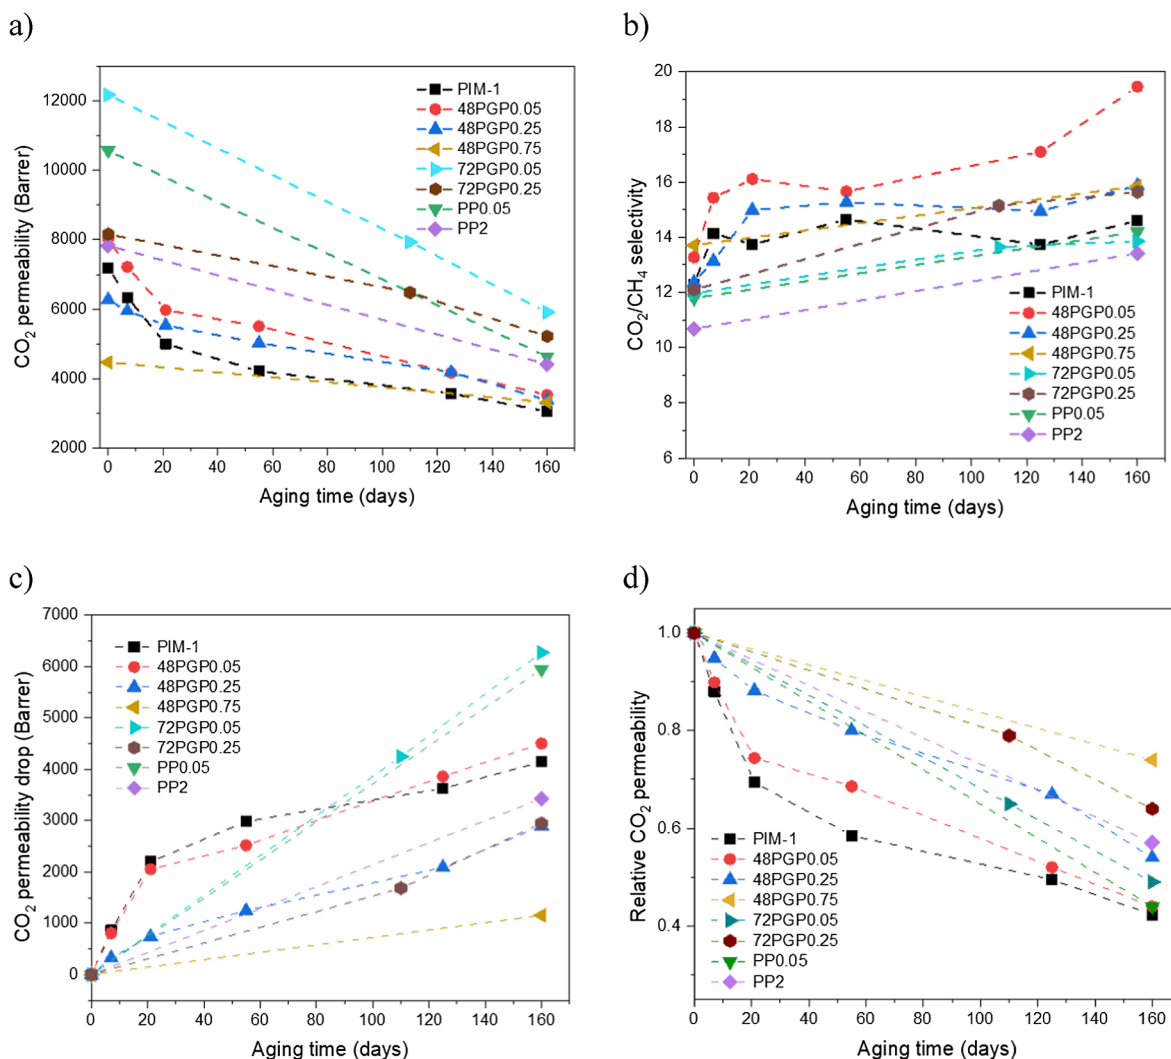 a)
CO2 permeability (Barrer)
12000
10000
8000
6000
4000
2000
PIM-1
48PGP0.05
48PGP0.25
48PGP0.75
72PGP0.05
72PGP0.25
PP0.05
PP2
0 20 40 60 80 100 120 140 160
Aging time (days)
b)
CO2/CH4 selectivity
20
18
16
14
12
10
8
6
PIM-1
48PGP0.05
48PGP0.25
48PGP0.75
72PGP0.05
72PGP0.25
PP0.05
PP2
0 20 40 60 80 100 120 140 160
Aging time (days)
c)
CO2 permeability drop (Barrer)
7000
6000
5000
4000
3000
2000
1000
0
PIM-1
48PGP0.05
48PGP0.25
48PGP0.75
72PGP0.05
72PGP0.25
PP0.05
PP2
0 20 40 60 80 100 120 140 160
Aging time (days)
d)
Relative CO2 permeability
1.0
0.8
0.6
0.4
PIM-1
48PGP0.05
48PGP0.25
48PGP0.75
72PGP0.05
72PGP0.25
PP0.05
PP2
0 20 40 60 80 100 120 140 160
Aging time (days)